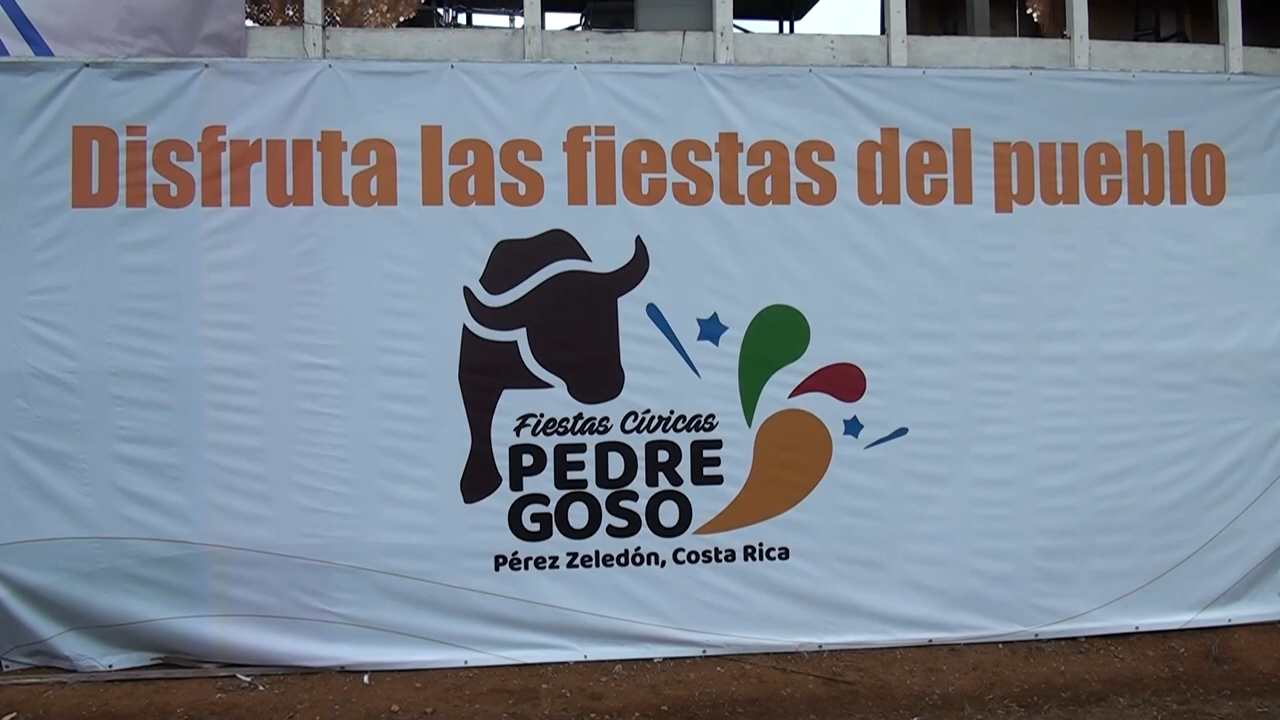 Disfruta las fiestas del pueblo
Fiestas Cívicas
PEDRE
GOSO
Pérez Zeledón, Costa Rica